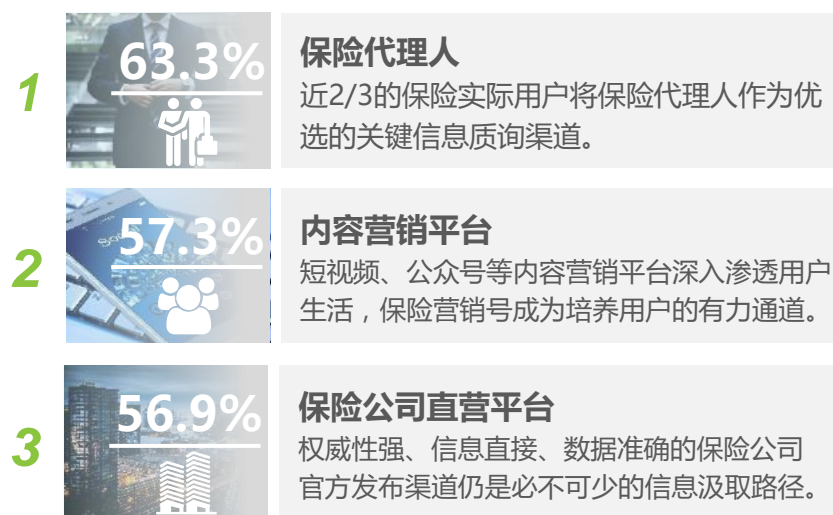 1
63.3%
保险代理人
近2/3的保险实际用户将保险代理人作为优
选的关键信息质询渠道。
2
57.3%
内容营销平台
短视频、公众号等内容营销平台深入渗透用户
生活，保险营销号成为培养用户的有力通道。
3
56.9%
保险公司直营平台
权威性强、信息直接、数据准确的保险公司
官方发布渠道仍是必不可少的信息汲取路径。